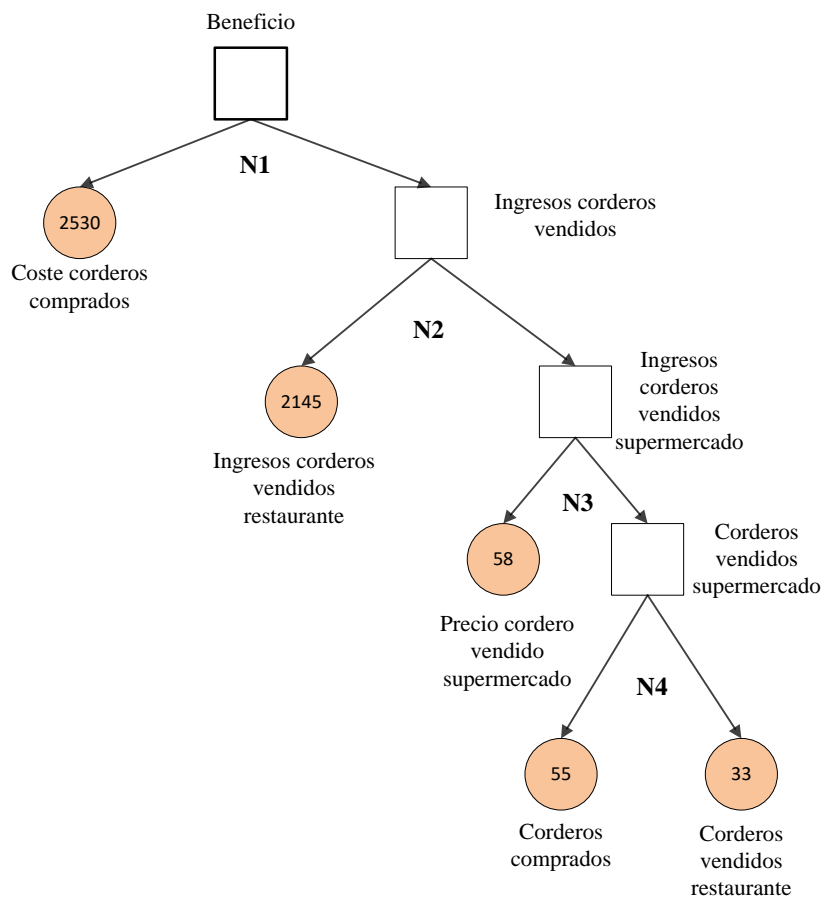 Beneficio
N1
2530
Coste corderos
comprados
Ingresos corderos
vendidos
N2
2145
Ingresos corderos
vendidos
restaurante
Ingresos
corderos
vendidos
supermercado
N3
58
Precio cordero
vendido
supermercado
Corderos
vendidos
supermercado
N4
55
Corderos
comprados
33
Corderos
vendidos
restaurante